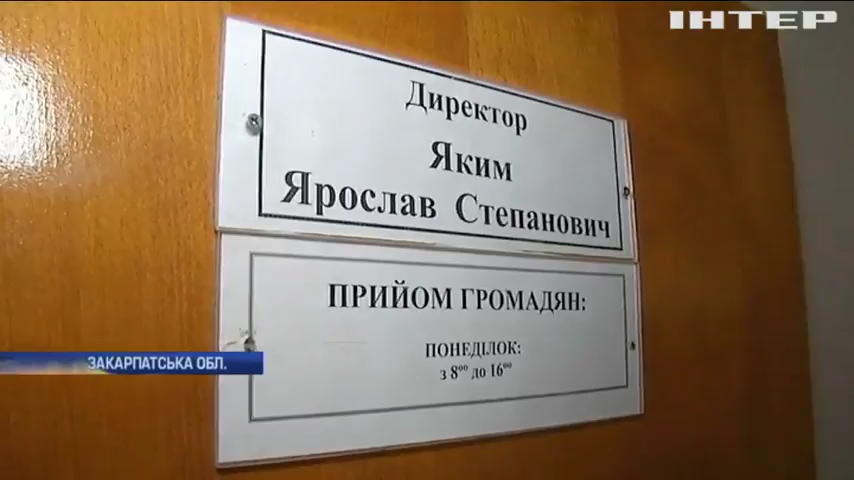 ІНТЕР
Директор
Яким
Ярослав Степанович
ПРИЙОМ ГРОМАДЯН:
ПОНЕДІЛОК:
з 8⁰⁰ до 16⁰⁰
ЗАКАРПАТСЬКА ОБЛ.